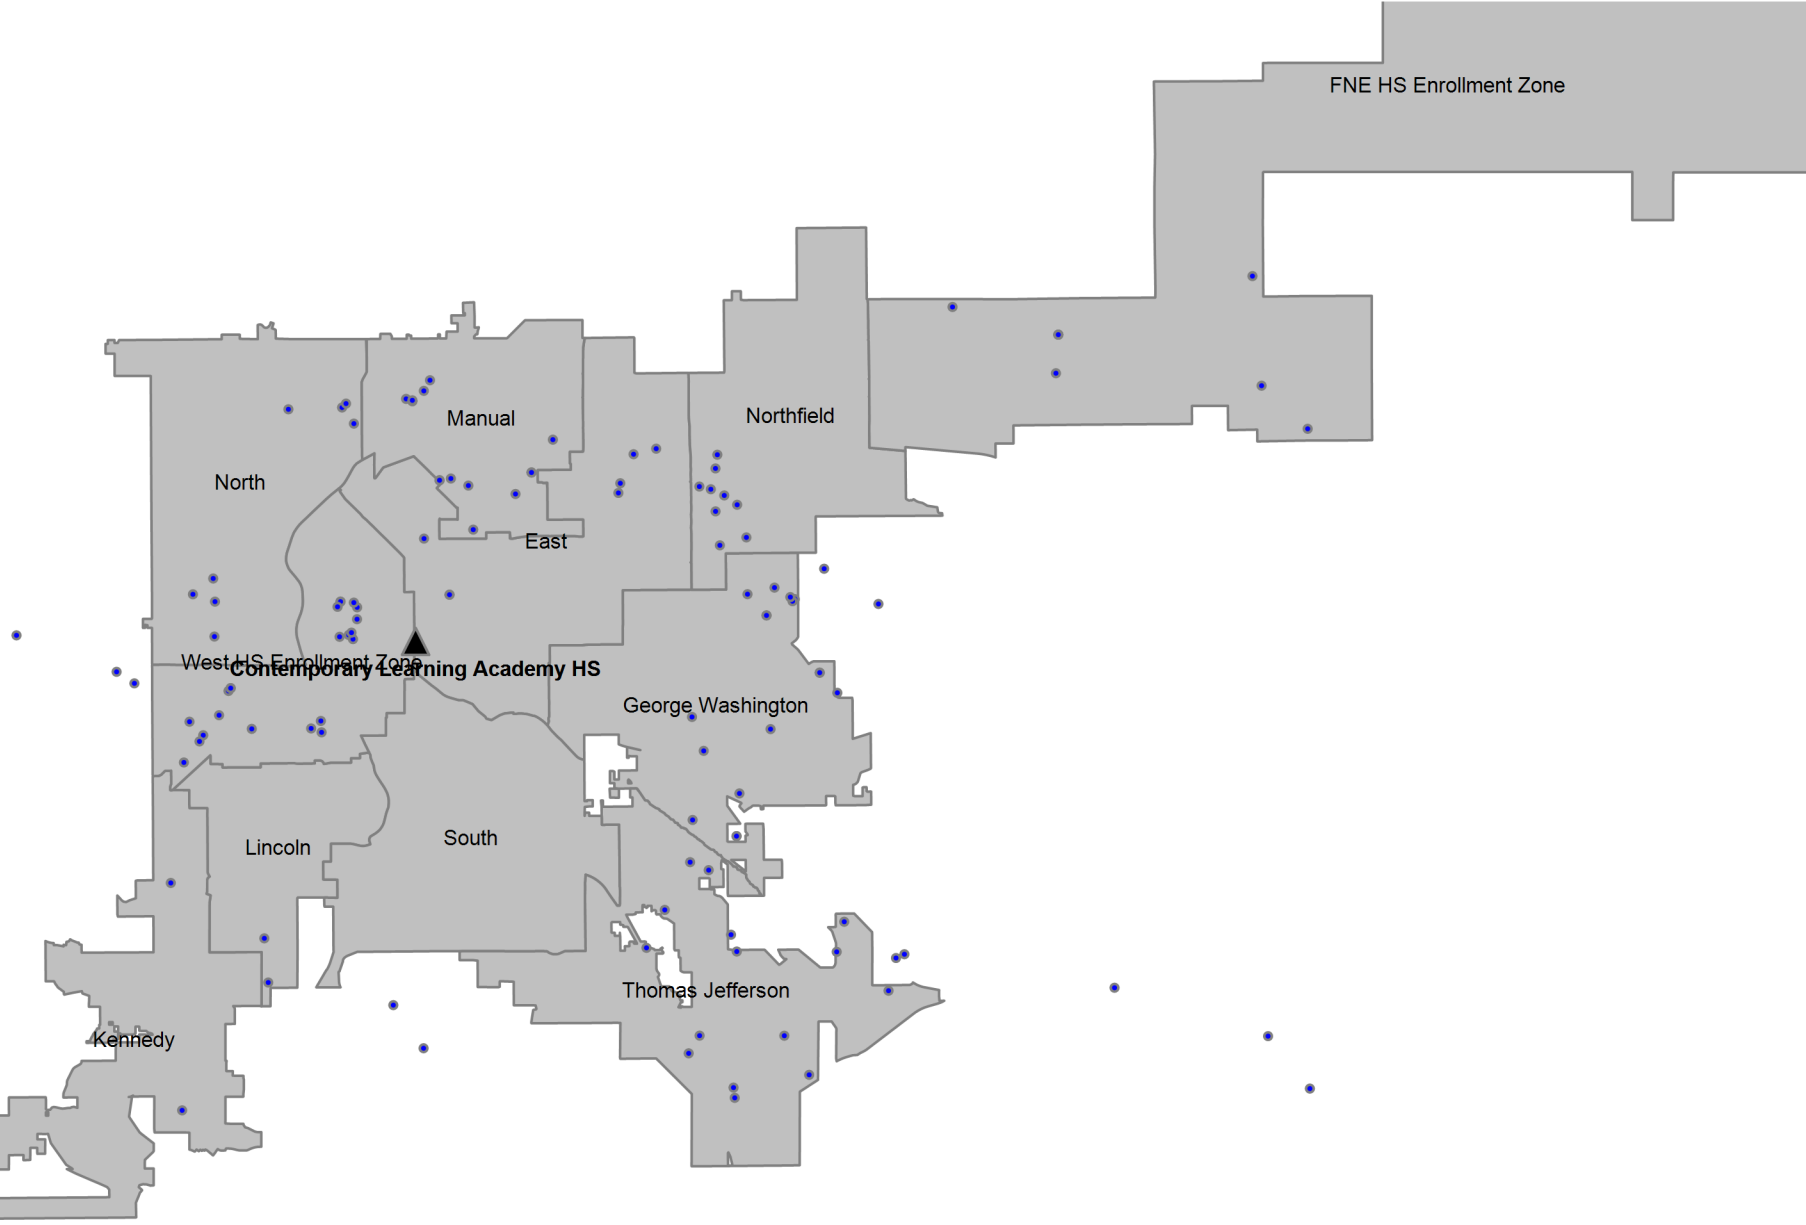 FNE HS Enrollment Zone
Manual
Northfield
North
East
West HS Enrollment Zone
Contemporary Learning Academy HS
George Washington
South
Lincoln
Thomas Jefferson
Kennedy